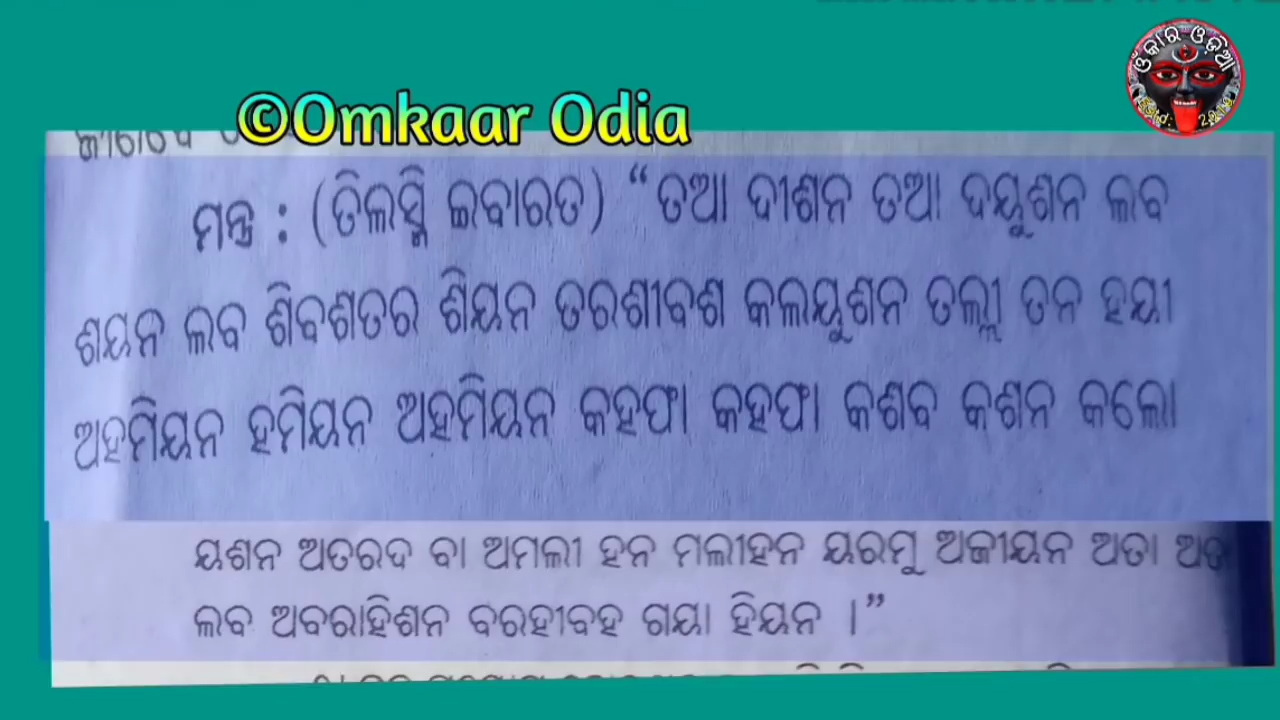 ଓଁକାର ଓଡ଼ିଆ
©Omkaar Odia
ମନ୍ତ୍ର : (ତିଲସ୍ମି ଇବାରତ) “ତଆ ଦୀଶନ ତଆ ଦୟୁଶନ ଲବ
ଶୟନ ଲବ ଶିବଶତର ଶିୟନ ତରଶୀବଶ କଲୟୁଶନ ତଲ୍ଲୀ ତନ ହୟୀ
ଅହମିୟନ ହମିୟନ ଅହମିୟନ କହଫା କହଫା କଶବ କଶନ କଲୋ
ୟଶନ ଅତରଦ ବା ଅମଲୀ ହନ ମଲୀହନ ୟରମୁ ଅଜୀୟନ ଅତା
ଲବ ଅବରାହିଶନ ବରହୀବହ ଗୟା ହିୟନ ।”